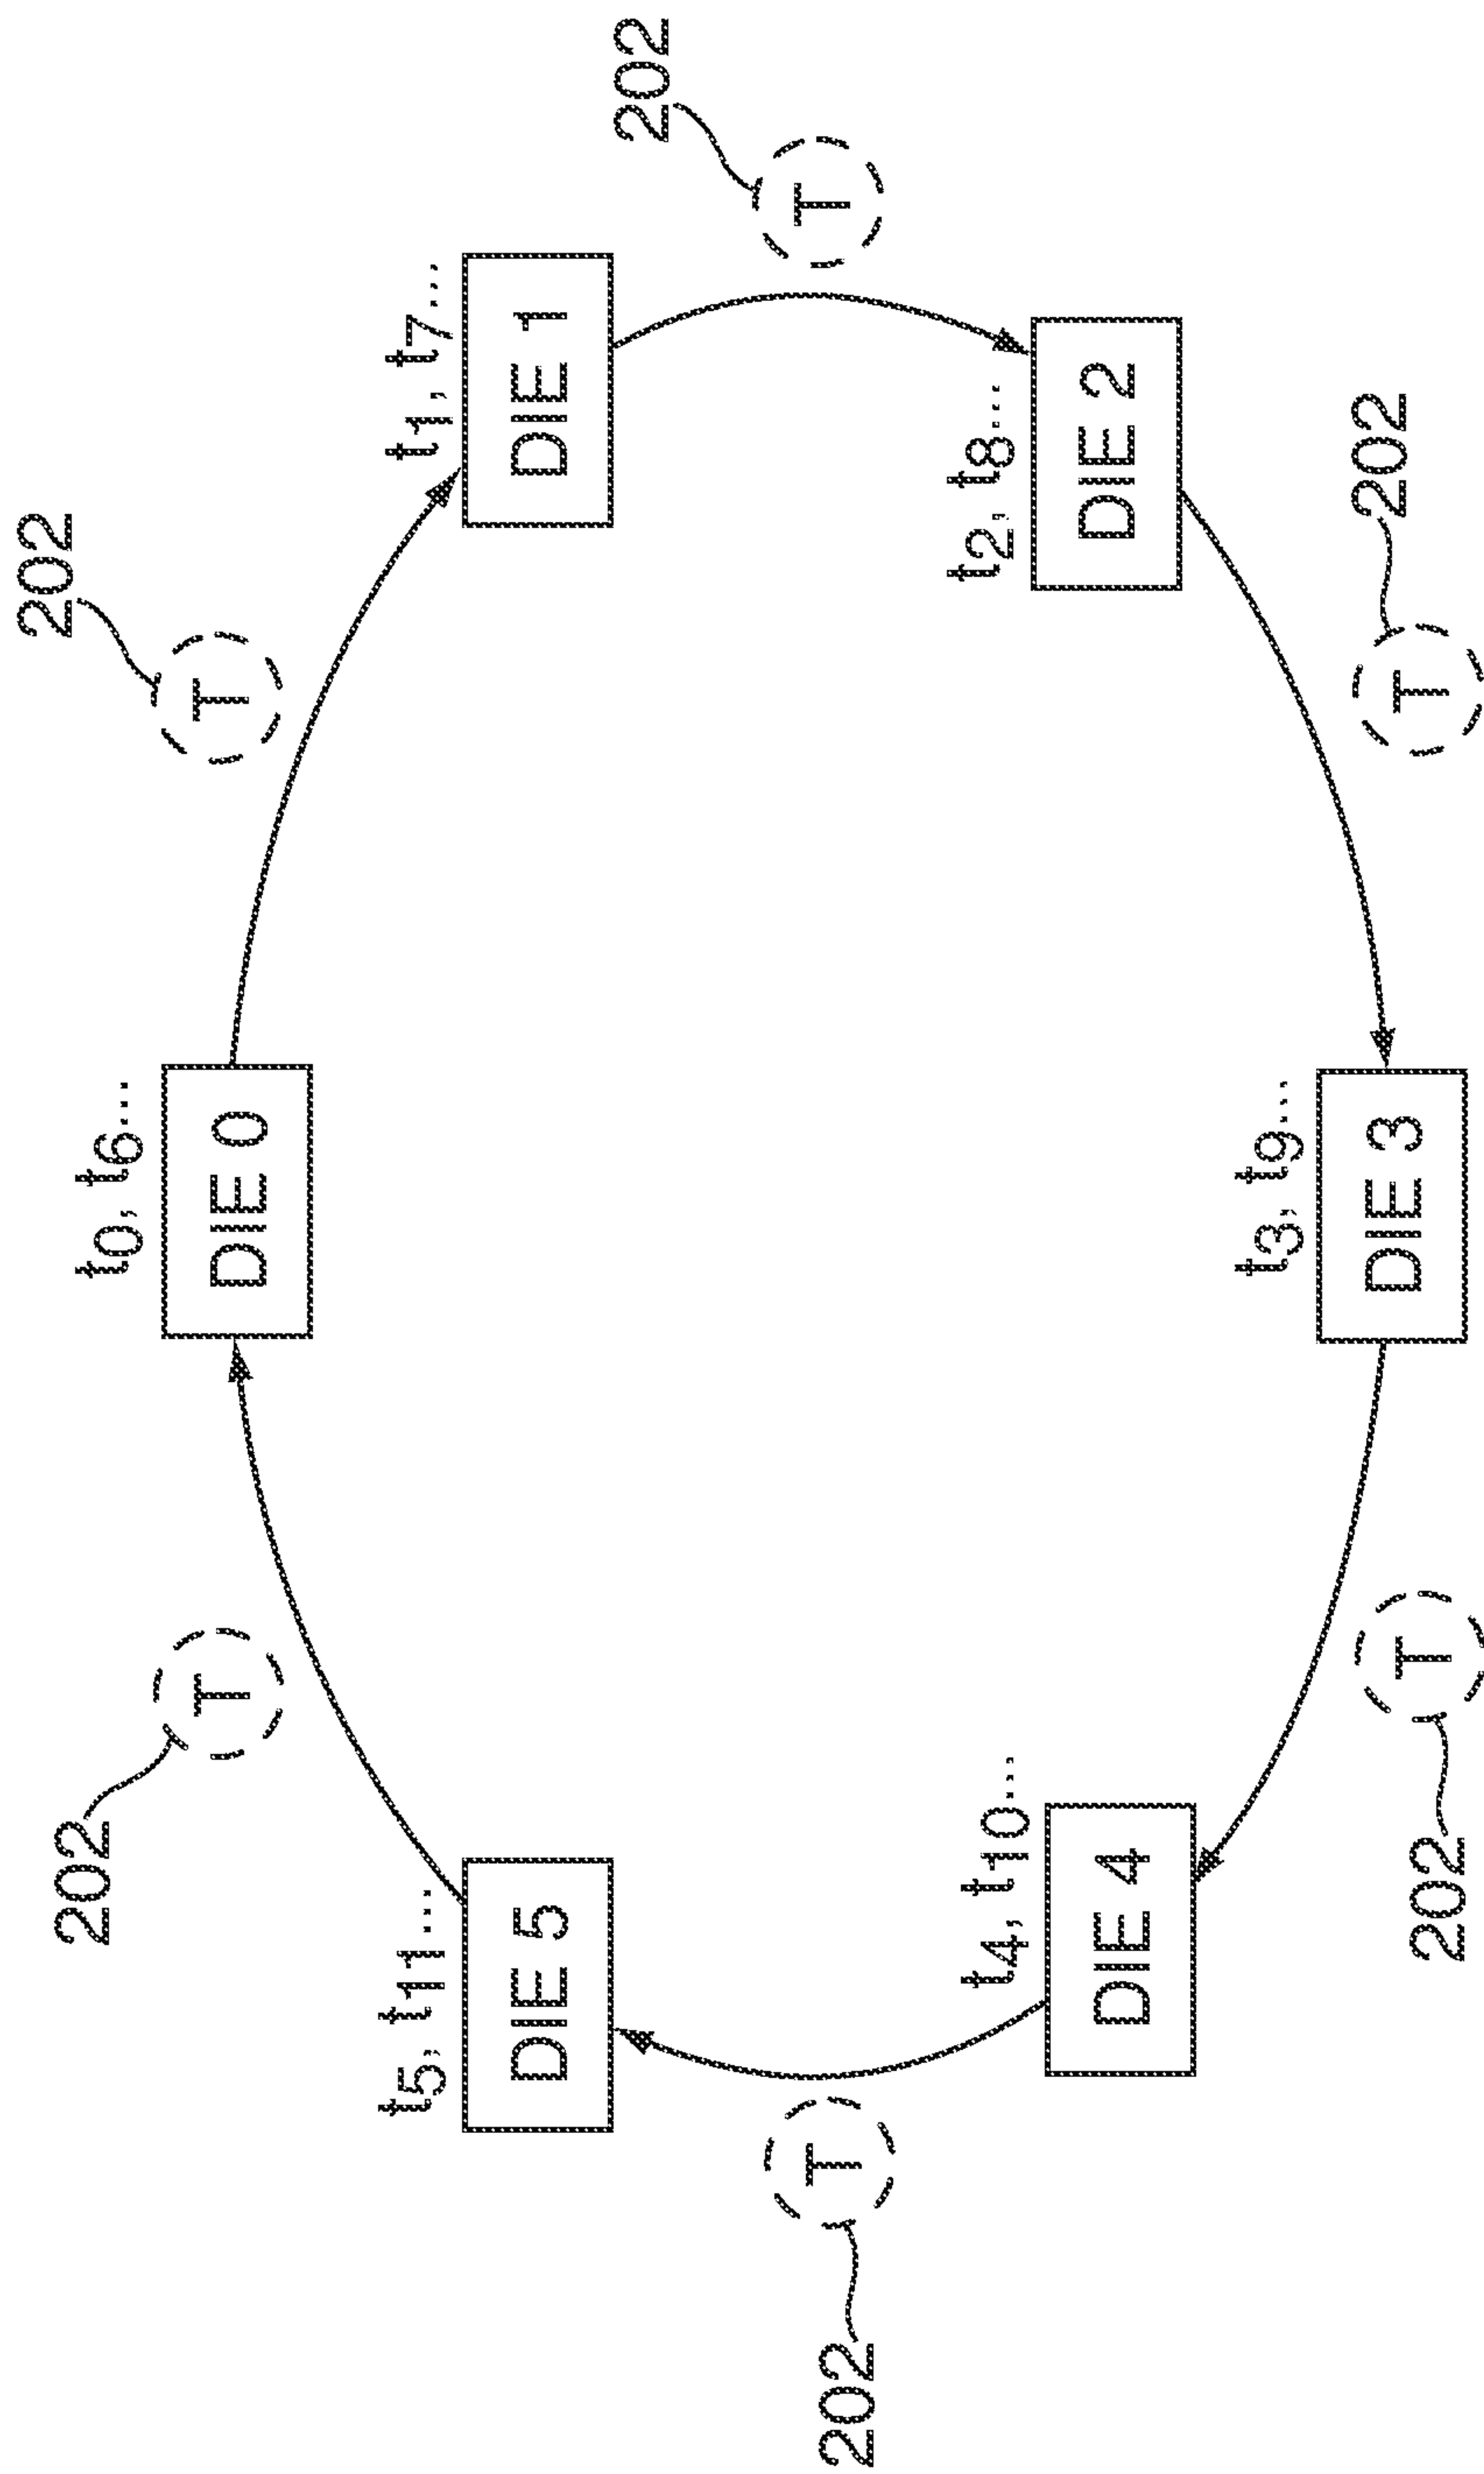 202
202
t0, t6...
DIE 0
202
T
T
t5, t11...
DIE 5
t1, t7...
DIE 1
202
T
202
T
t4, t10...
DIE 4
t2, t8...
DIE 2
t3, t9...
DIE 3
202
T
202
T